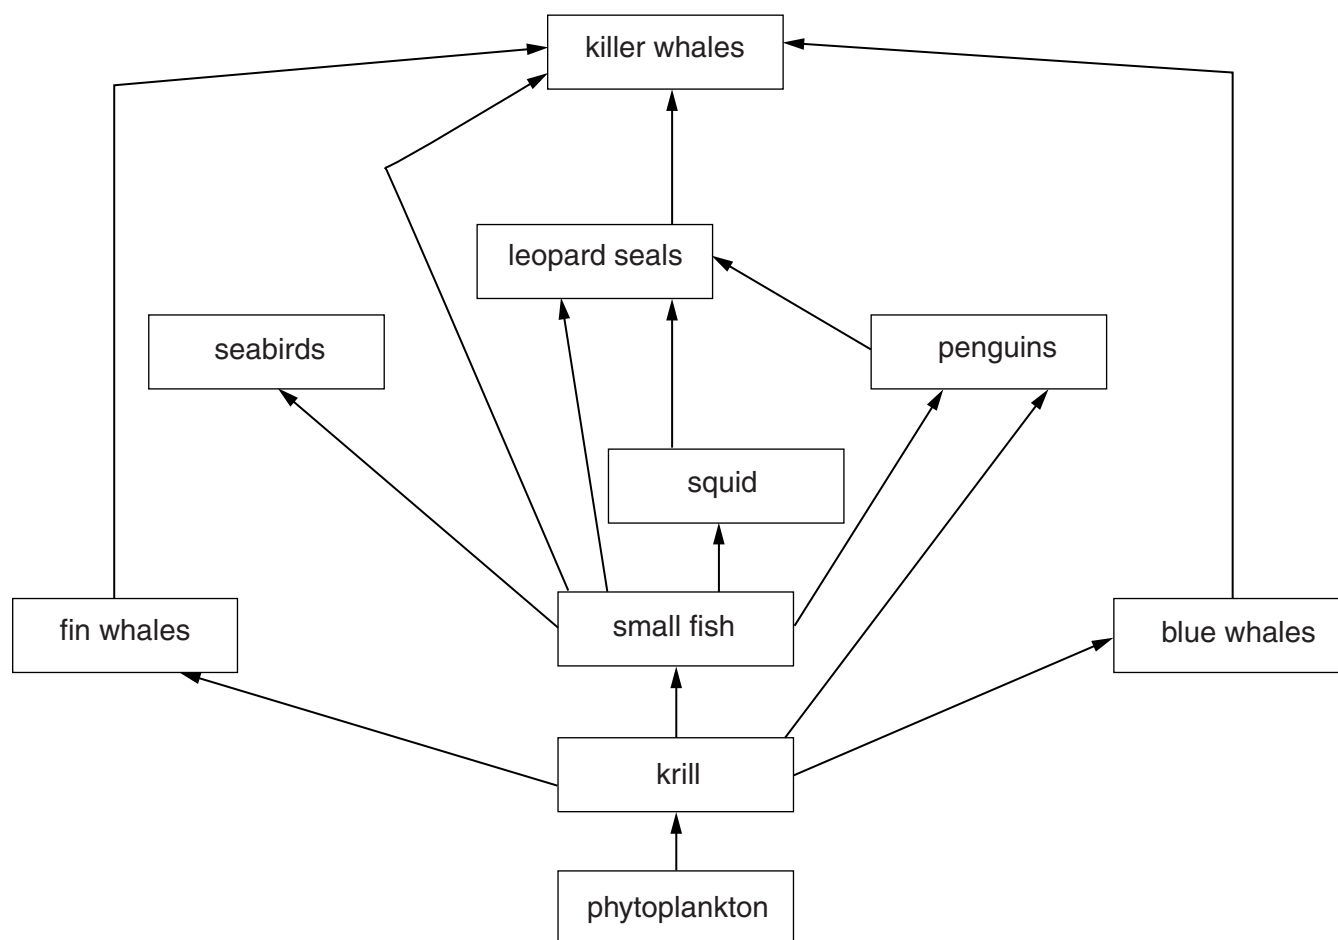 killer whales
leopard seals
seabirds
penguins
squid
fin whales
small fish
blue whales
krill
phytoplankton